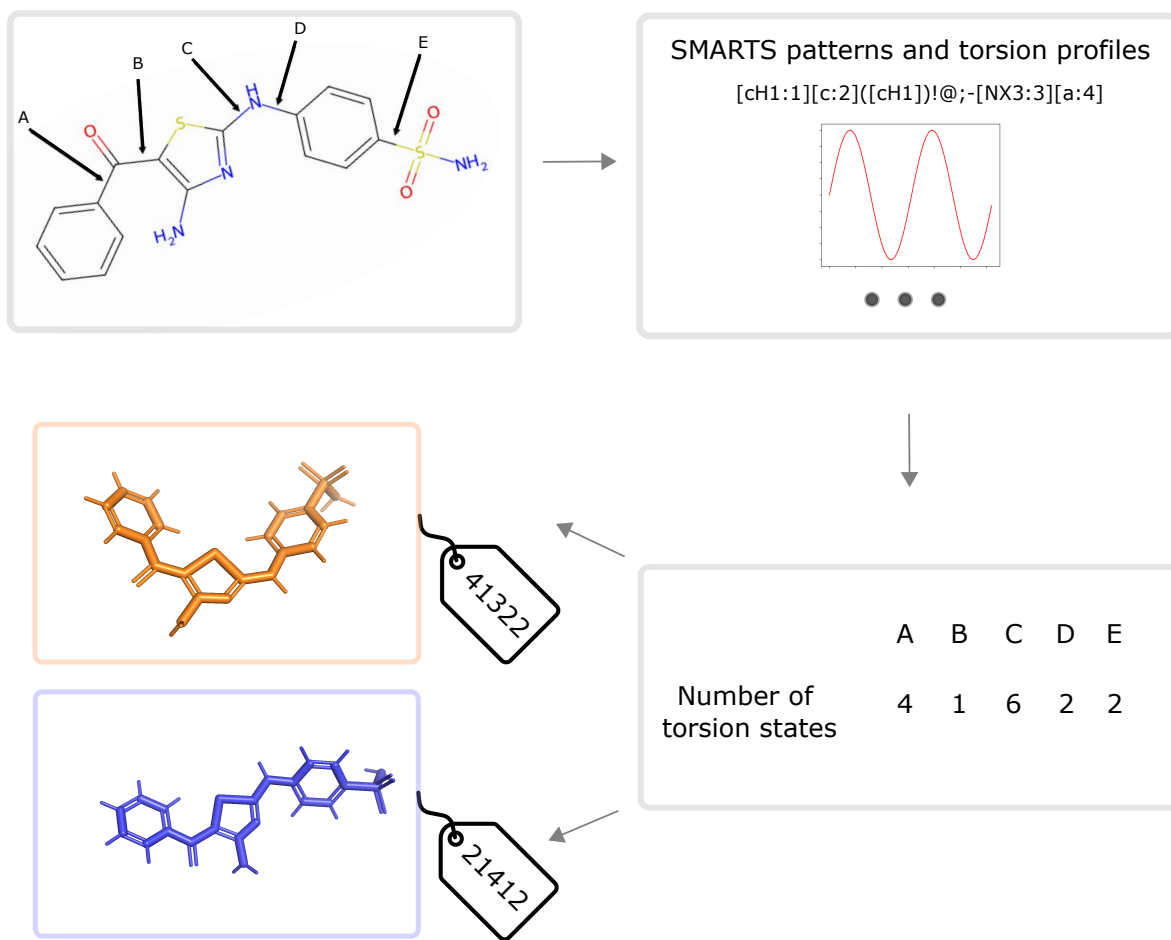 A
B
C
D
E
O
S
H
N
N
H₂N
O
S
O
NH₂
SMARTS patterns and torsion profiles
[cH1:1][c:2]([cH1])!@;-[NX3:3][a:4]
41322
21412
A B C D E
Number of
torsion states
4 1 6 2 2